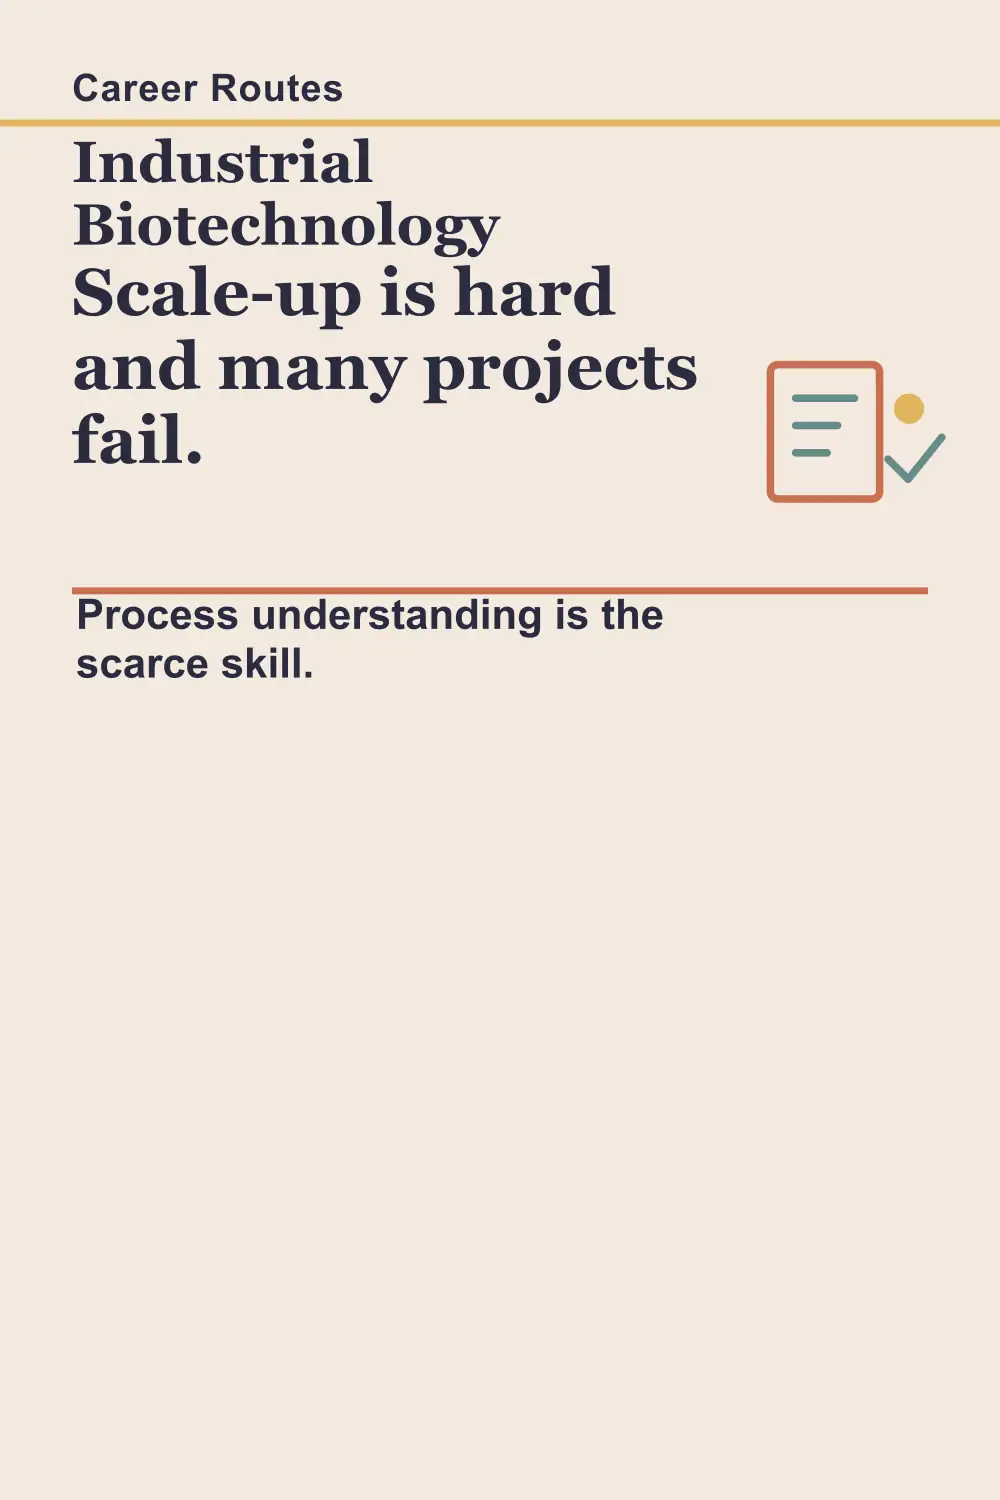 Career Routes
Industrial
Biotechnology
Scale-up is hard
and many projects
fail.
Process understanding is the
scarce skill.